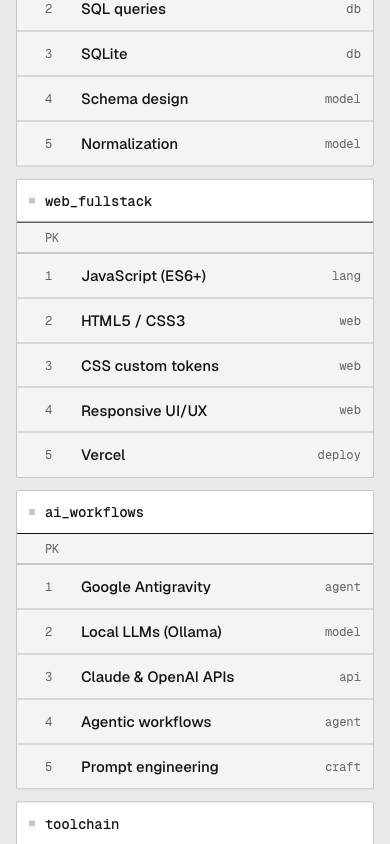 2 SQL queries db
3 SQLite db
4 Schema design model
5 Normalization model
web_fullstack
PK
1 JavaScript (ES6+) lang
2 HTML5 / CSS3 web
3 CSS custom tokens web
4 Responsive UI/UX web
5 Vercel deploy
ai_workflows
PK
1 Google Antigravity agent
2 Local LLMs (Ollama) model
3 Claude & OpenAI APIs api
4 Agentic workflows agent
5 Prompt engineering craft
toolchain